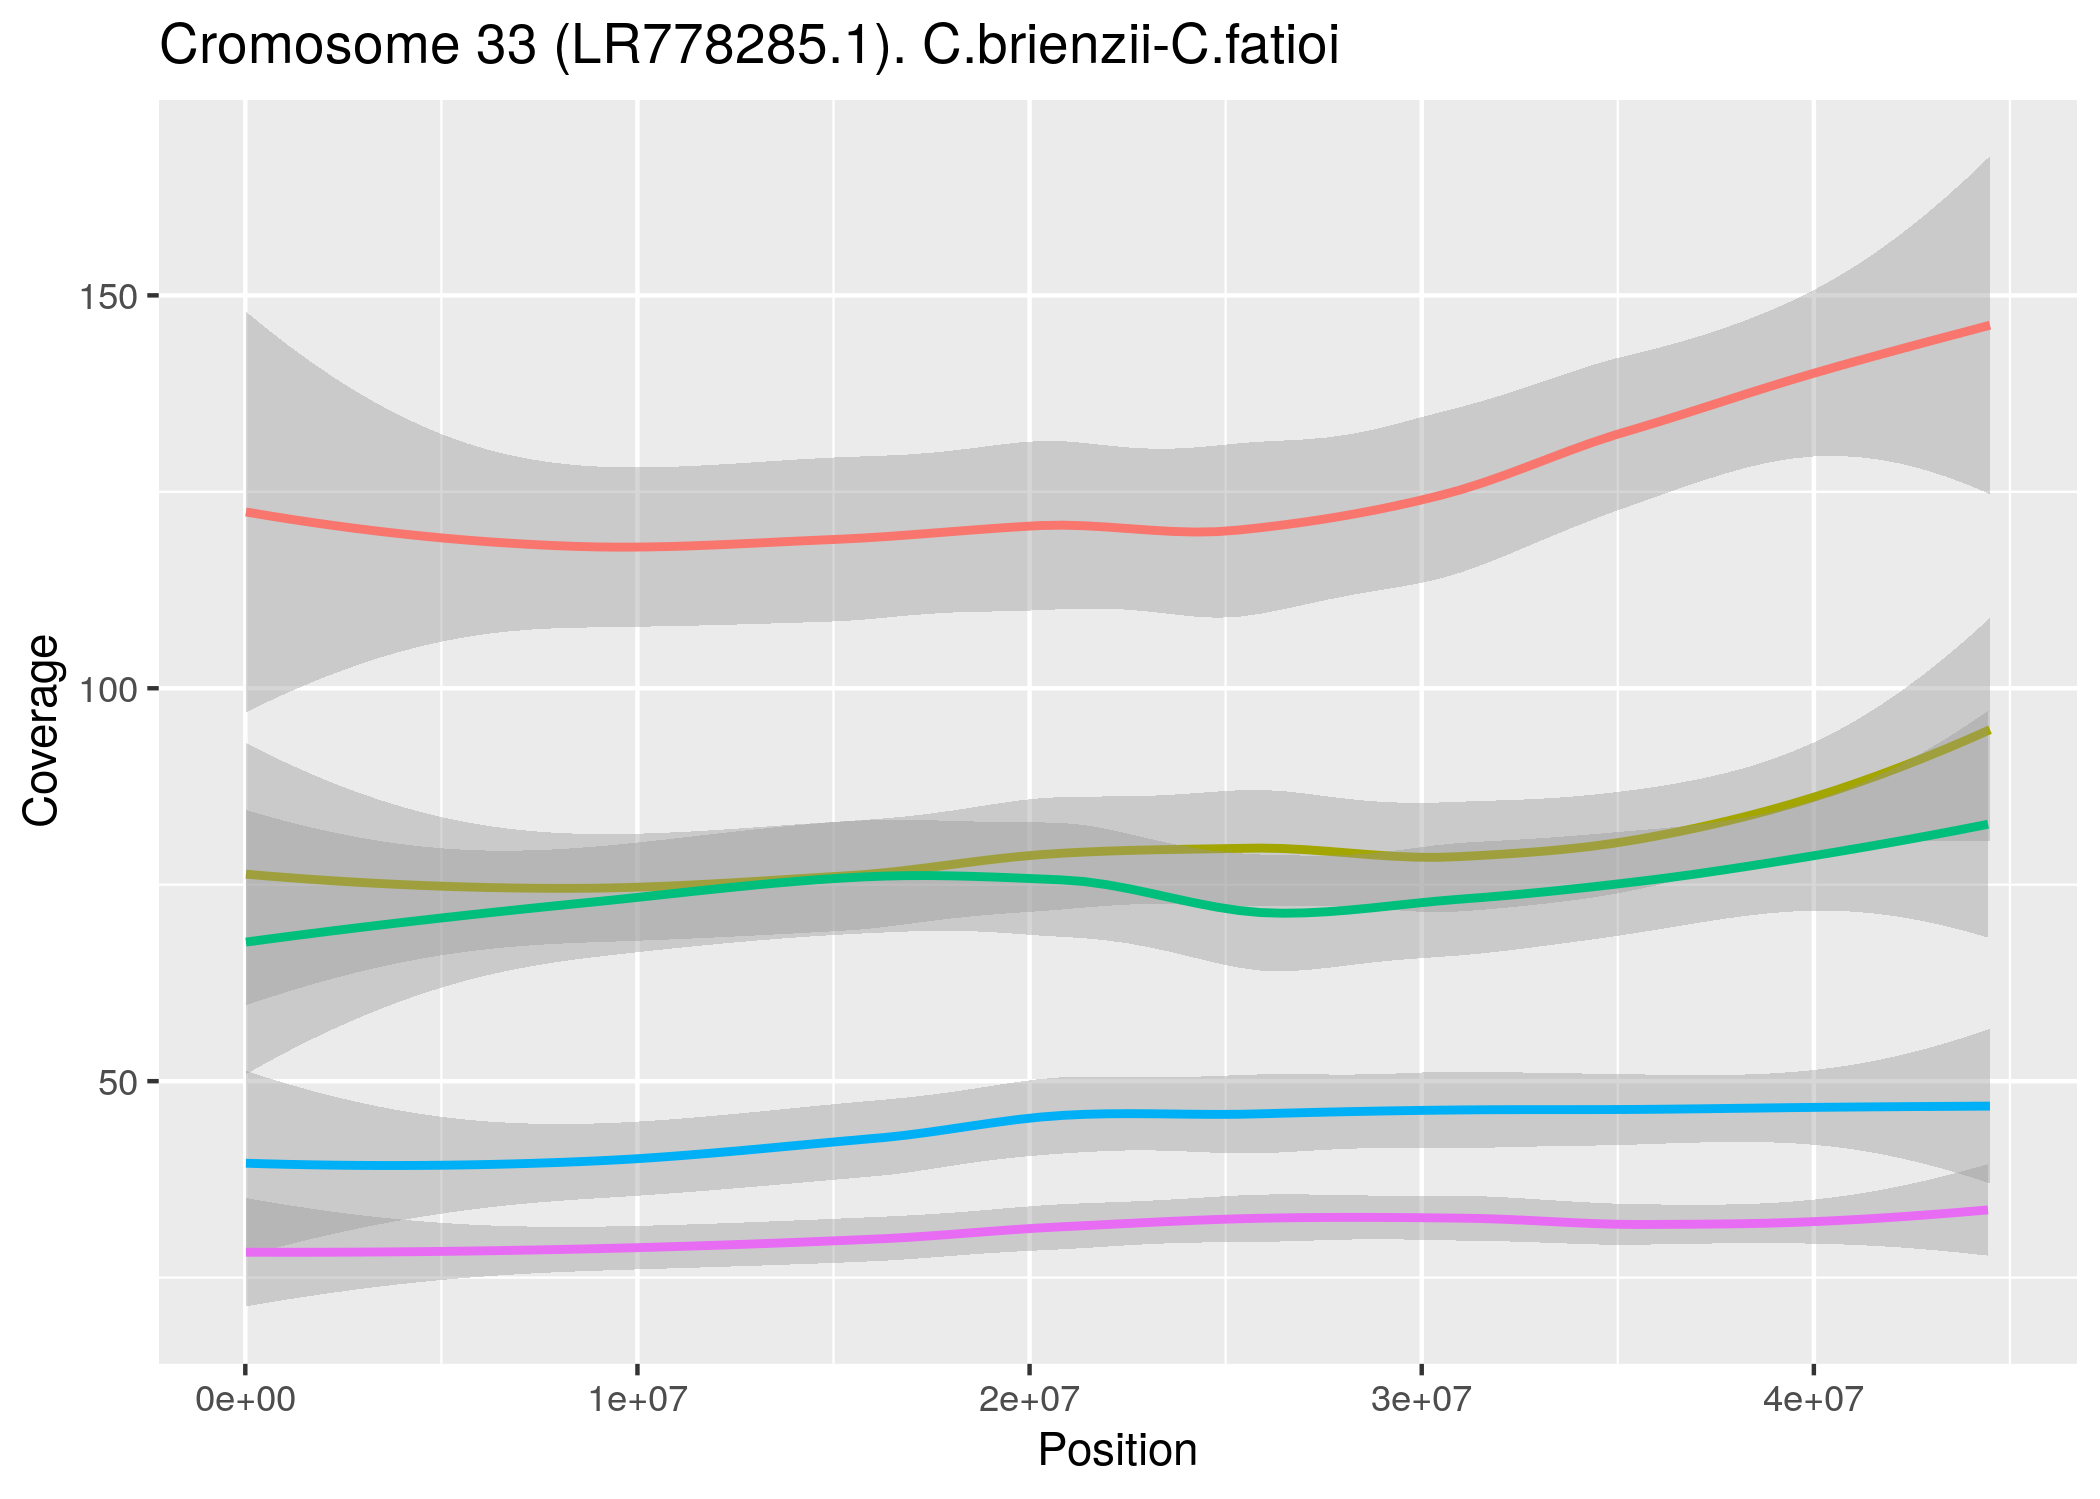 Cromosome 33 (LR778285.1). C.brienzii-C.fatioi
150
100
50
Coverage
0e+00 1e+07 2e+07 3e+07 4e+07
Position